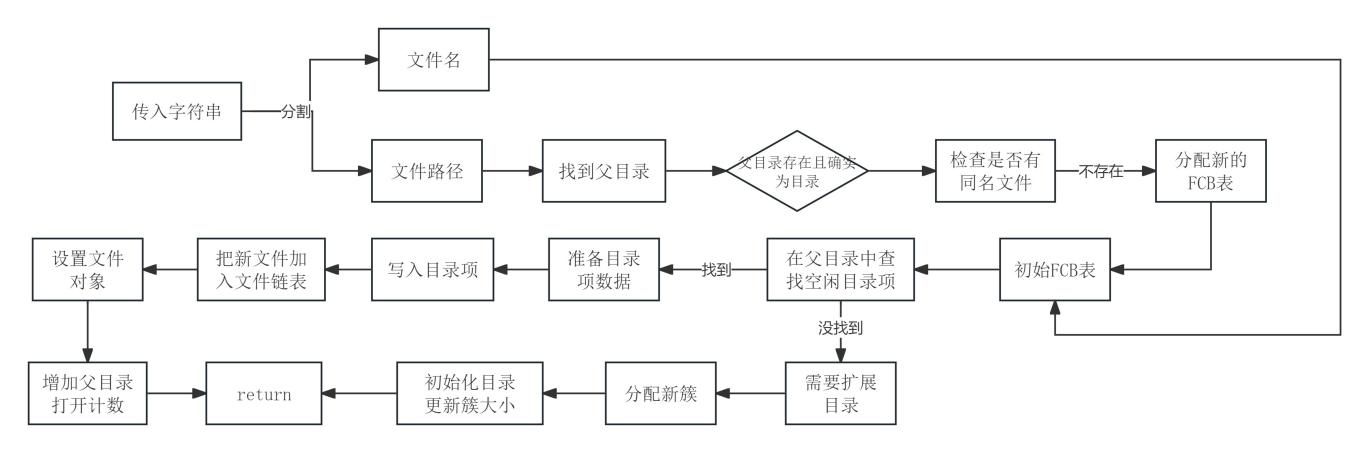 文件名
传入字符串
分割
文件路径
找到父目录
父目录存在且确实
为目录
检查是否有
同名文件
不存在
分配新的
FCB表
设置文件
对象
把新文件加
入文件链表
写入目录项
准备目录
项数据
找到
在父目录中查
找空闲目录项
初始FCB表
没找到
增加父目录
打开计数
return
初始化目录
更新簇大小
分配新簇
需要扩展
目录